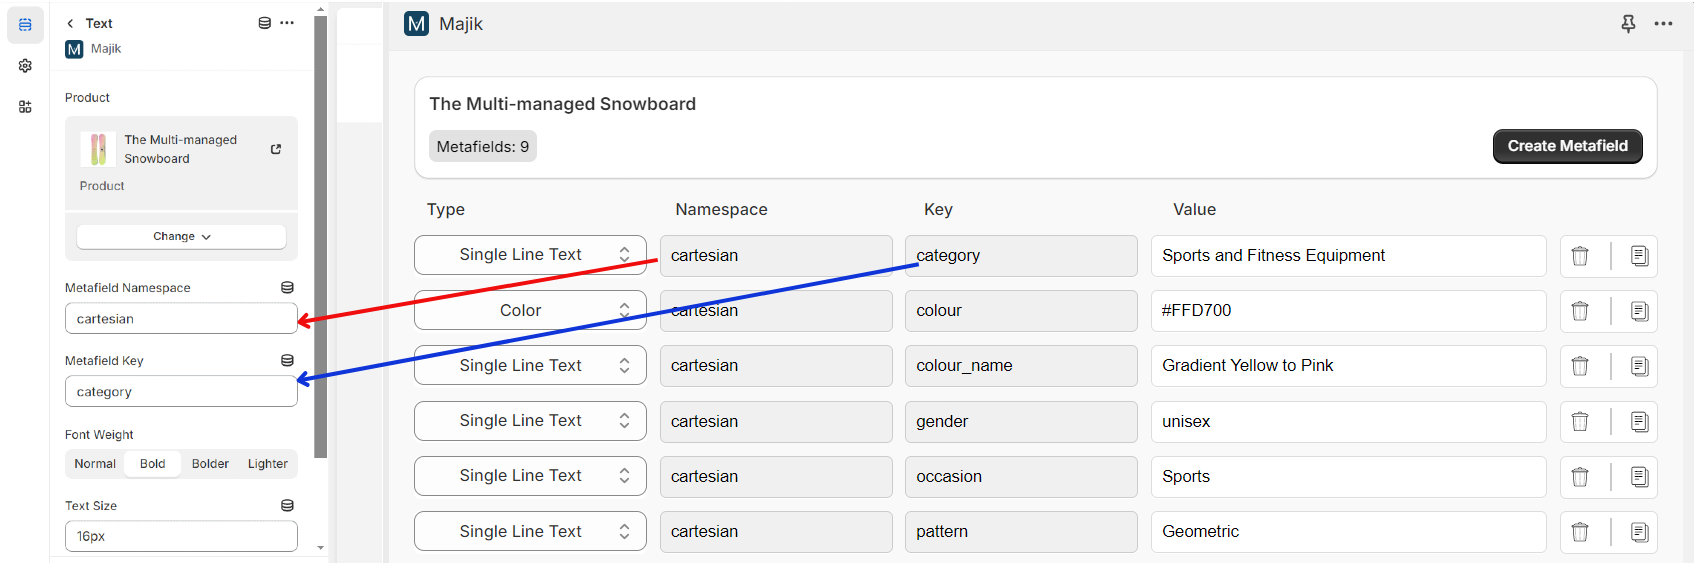 Text
Majik
Product
The Multi-managed
Snowboard
Product
Change
Metafield Namespace
cartesian
Metafield Key
category
Font Weight
Normal Bold Bolder Lighter
Text Size
16px
Majik
The Multi-managed Snowboard
Metafields: 9
Create Metafield
Type Namespace Key Value
Single Line Text cartesian category Sports and Fitness Equipment
Color cartesian colour #FFD700
Single Line Text cartesian colour_name Gradient Yellow to Pink
Single Line Text cartesian gender unisex
Single Line Text cartesian occasion Sports
Single Line Text cartesian pattern Geometric